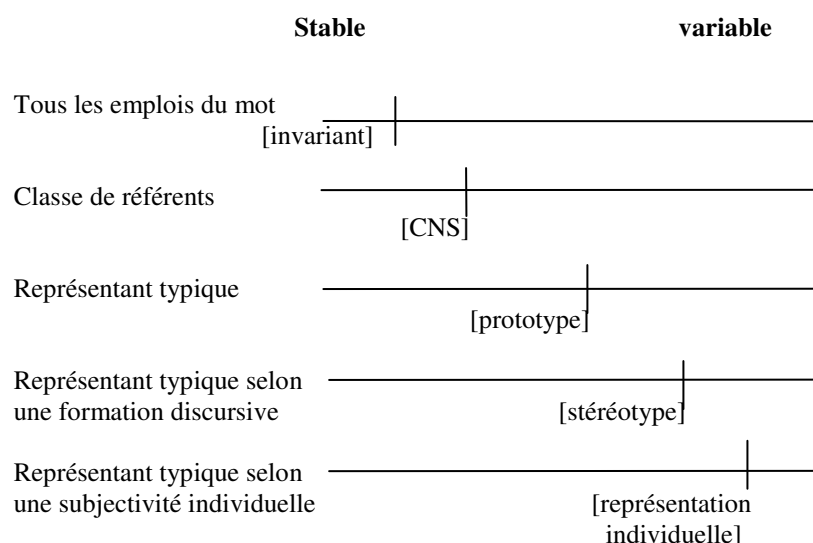 Stable variable
Tous les emplois du mot
[invariant]
Classe de référents
[CNS]
Représentant typique
[prototype]
Représentant typique selon
une formation discursive
[stéréotype]
Représentant typique selon
une subjectivité individuelle
[représentation
individuelle]